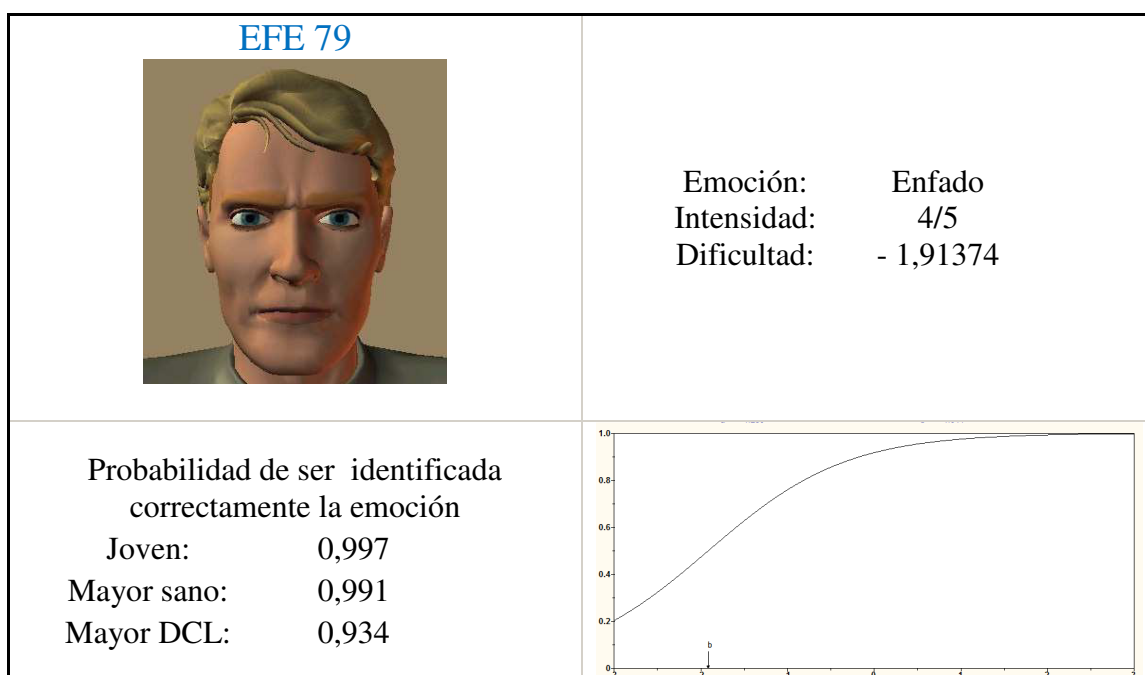 EFE 79
Emoción: Enfado
Intensidad: 4/5
Dificultad: - 1,91374
Probabilidad de ser identificada
correctamente la emoción
Joven: 0,997
Mayor sano: 0,991
Mayor DCL: 0,934
1.0
0.8
0.6
0.4
0.2
0
b